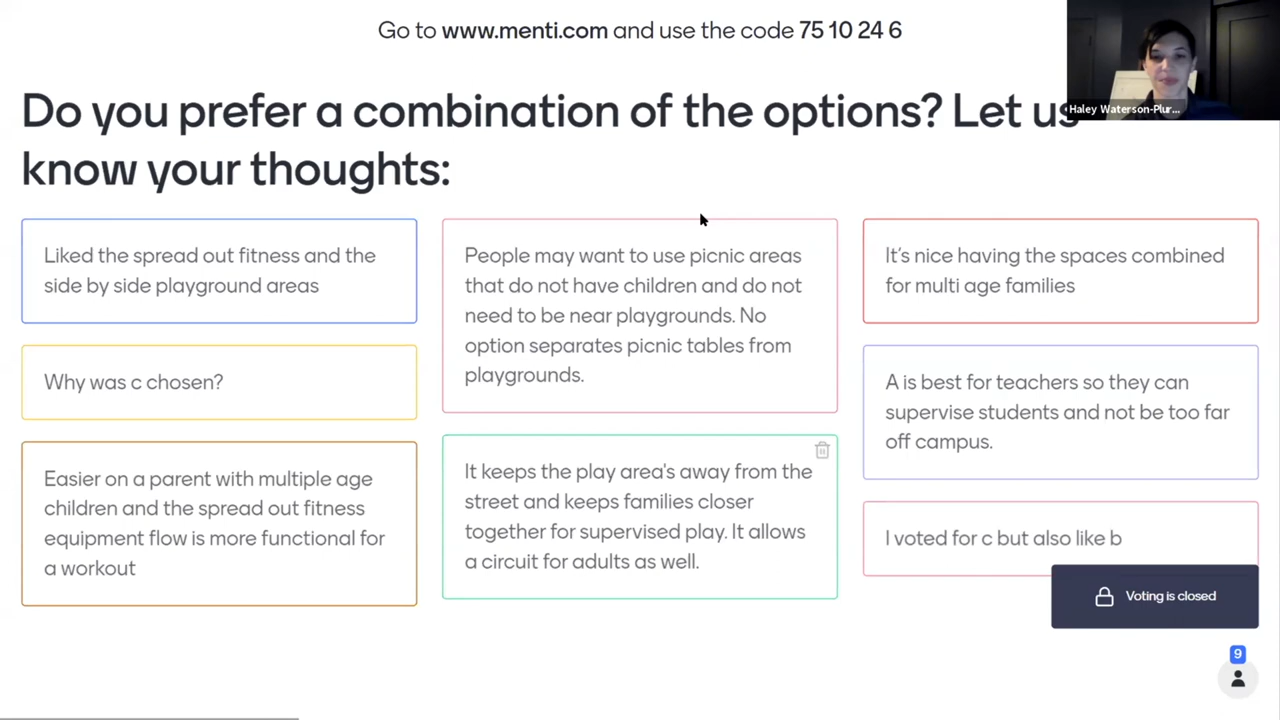 Go to www.menti.com and use the code 75 10 24 6
Haley Waterson-Plur...
Do you prefer a combination of the options? Let us
know your thoughts:
Liked the spread out fitness and the
side by side playground areas
Why was c chosen?
Easier on a parent with multiple age
children and the spread out fitness
equipment flow is more functional for
a workout
People may want to use picnic areas
that do not have children and do not
need to be near playgrounds. No
option separates picnic tables from
playgrounds.
It keeps the play area's away from the
street and keeps families closer
together for supervised play. It allows
a circuit for adults as well.
It's nice having the spaces combined
for multi age families
A is best for teachers so they can
supervise students and not be too far
off campus.
I voted for c but also like b
Voting is closed
9